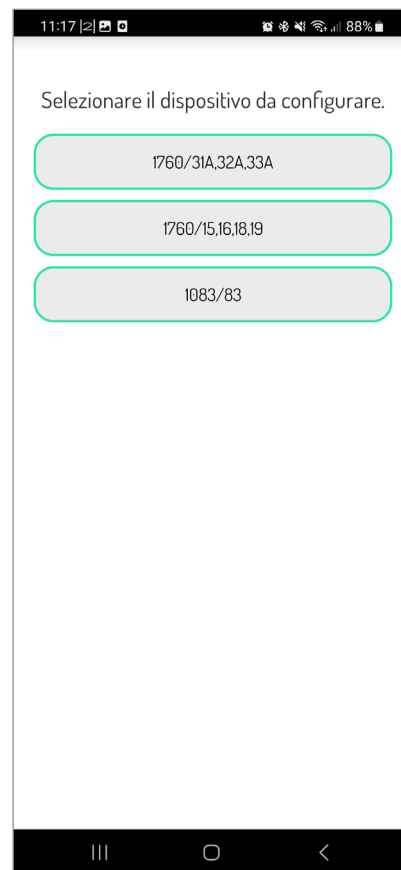 11:17 |2|
88%
Selezionare il dispositivo da configurare.
1760/31A,32A,33A
1760/15,16,18,19
1083/83